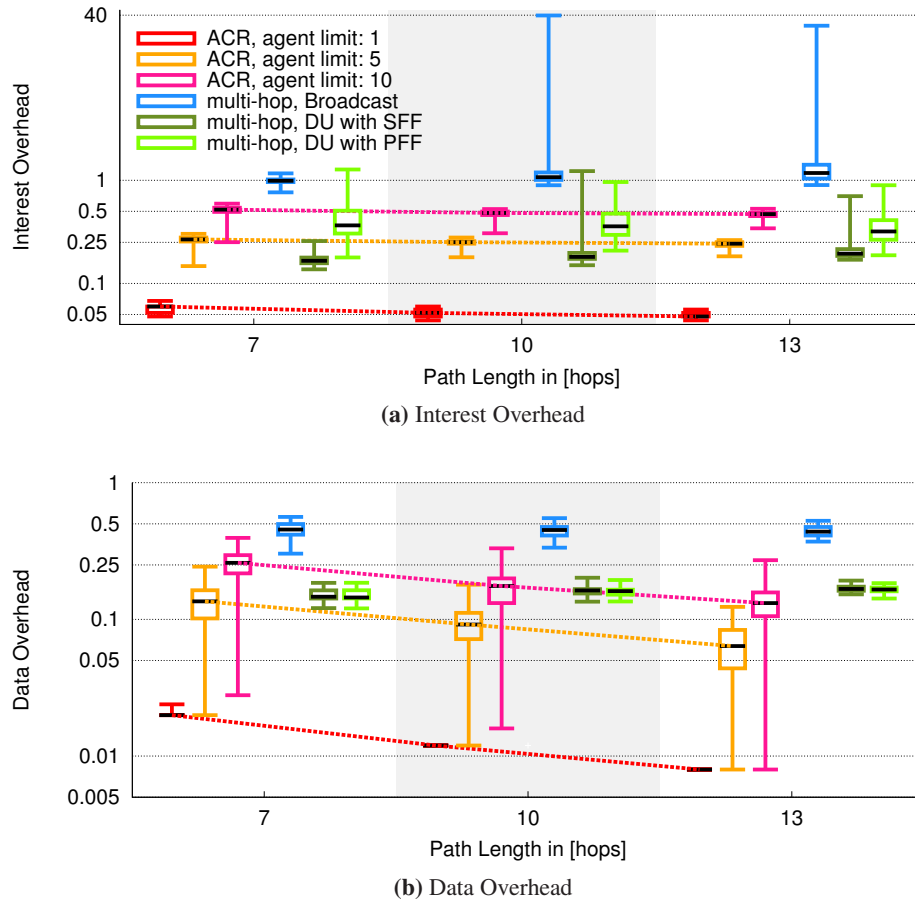 40
1
0.5
0.25
0.1
0.05
Interest Overhead
ACR, agent limit: 1
ACR, agent limit: 5
ACR, agent limit: 10
multi-hop, Broadcast
multi-hop, DU with SFF
multi-hop, DU with PFF
7 10 13
Path Length in [hops]
(a) Interest Overhead
1
0.5
0.25
0.1
0.05
0.01
0.005
Data Overhead
7 10 13
Path Length in [hops]
(b) Data Overhead